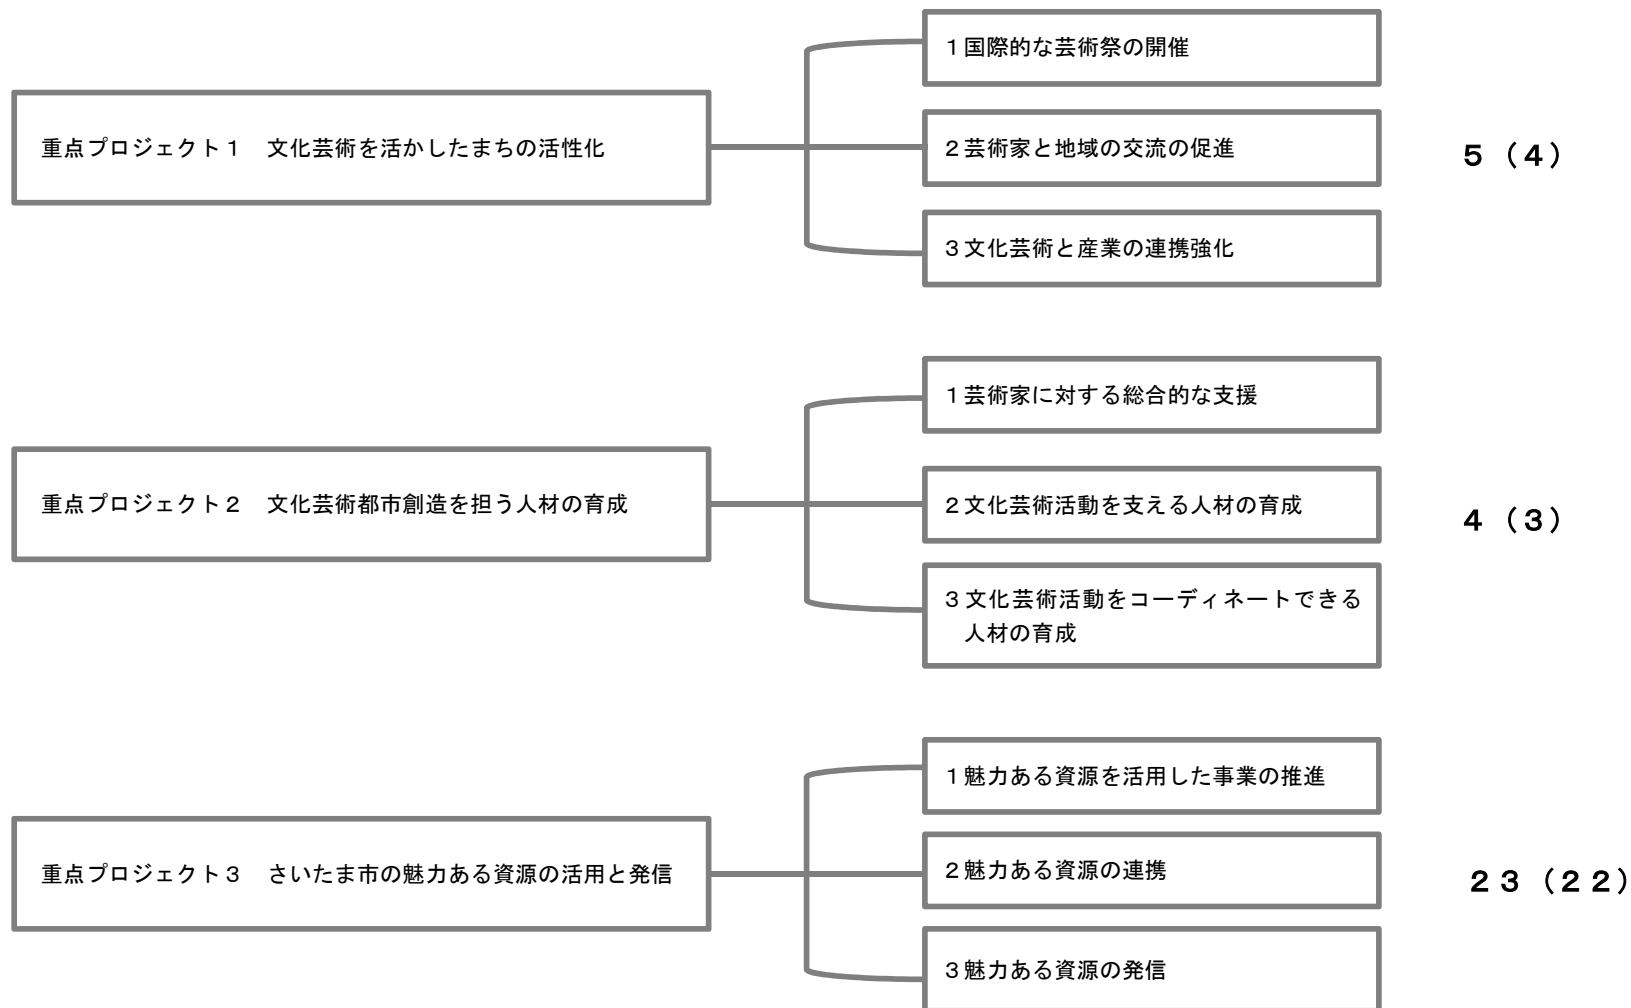 重点プロジェクト１　文化芸術を活かしたまちの活性化
１国際的な芸術祭の開催
２芸術家と地域の交流の促進
３文化芸術と産業の連携強化
５（４）
重点プロジェクト２　文化芸術都市創造を担う人材の育成
１芸術家に対する総合的な支援
２文化芸術活動を支える人材の育成
３文化芸術活動をコーディネートできる
人材の育成
４（３）
重点プロジェクト３　さいたま市の魅力ある資源の活用と発信
１魅力ある資源を活用した事業の推進
２魅力ある資源の連携
３魅力ある資源の発信
２３（２２）